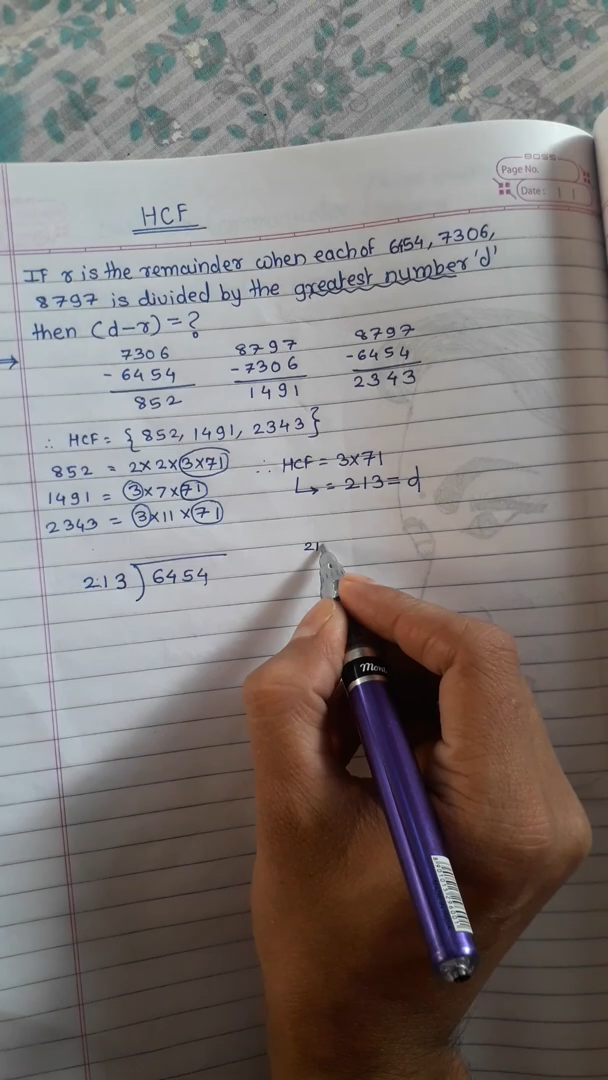 BOSS
Page No.
Date:
HCF
If r is the remainder when each of 6454, 7306,
8797 is divided by the greatest number 'd'
then (d-r) = ?
⇒ 7306 8797 8797
- 6454 - 7306 - 6454
852 1491 2343
∴ HCF = {852, 1491, 2343}
852 = 2×2×3×71 ∴ HCF = 3×71
1491 = 3×7×71 ↳ = 213 = d
2343 = 3×11×71
21
213)6454